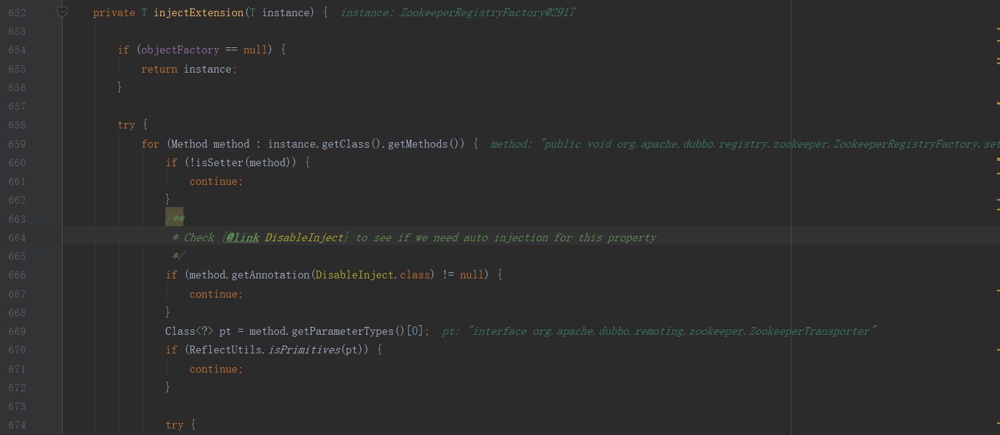 652 private T injectExtension(T instance) { instance: ZookeeperRegistryFactory@2917
653
654 if (objectFactory == null) {
655 return instance;
656 }
657
658 try {
659 for (Method method : instance.getClass().getMethods()) { method: "public void org.apache.dubbo.registry.zookeeper.ZookeeperRegistryFactory.set
660 if (!isSetter(method)) {
661 continue;
662 }
663 /**
664 * Check {@link DisableInject} to see if we need auto injection for this property
665 */
666 if (method.getAnnotation(DisableInject.class) != null) {
667 continue;
668 }
669 Class<?> pt = method.getParameterTypes()[0]; pt: "interface org.apache.dubbo.remoting.zookeeper.ZookeeperTransporter"
670 if (ReflectUtils.isPrimitives(pt)) {
671 continue;
672 }
673
674 try {